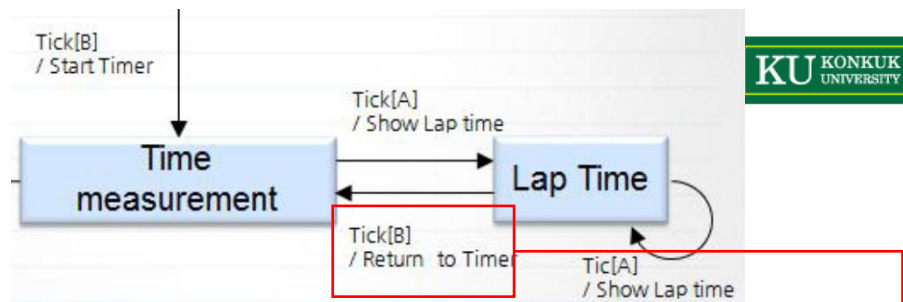 Tick[B]
/ Start Timer
KU KONKUK
UNIVERSITY
Tick[A]
/ Show Lap time
Time
measurement
Lap Time
Tick[B]
/ Return to Timer
Tic[A]
/ Show Lap time